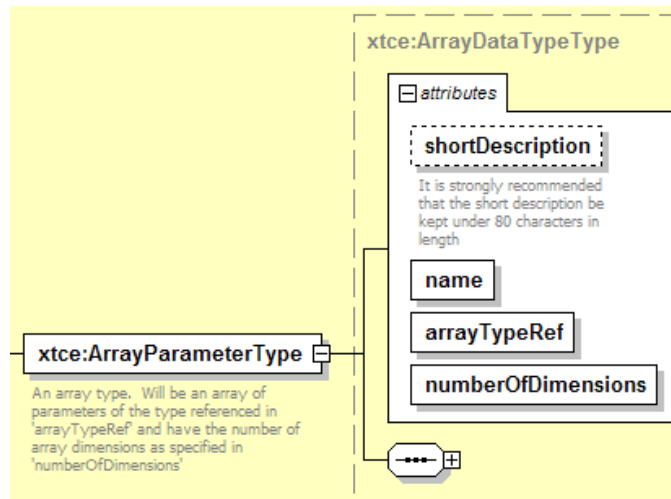 xtce:ArrayDataTypeType
attributes
shortDescription
It is strongly recommended
that the short description be
kept under 80 characters in
length
name
arrayTypeRef
numberOfDimensions
xtce:ArrayParameterType
An array type.  Will be an array of
parameters of the type referenced in
'arrayTypeRef' and have the number of
array dimensions as specified in
'numberOfDimensions'